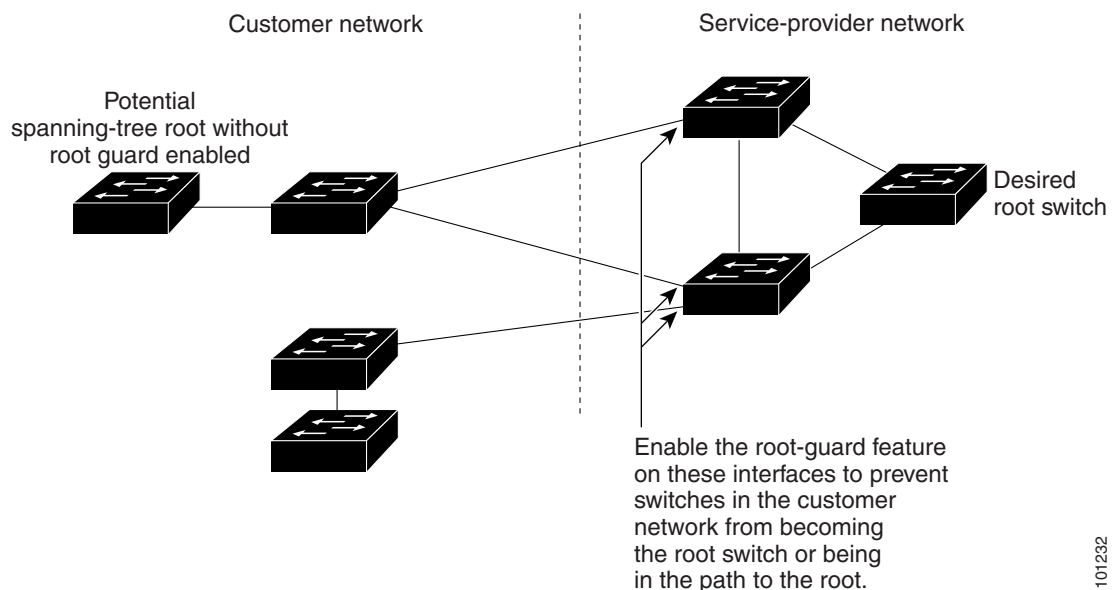 Customer network
Service-provider network
Potential
spanning-tree root without
root guard enabled
Desired
root switch
Enable the root-guard feature
on these interfaces to prevent
switches in the customer
network from becoming
the root switch or being
in the path to the root.
101232